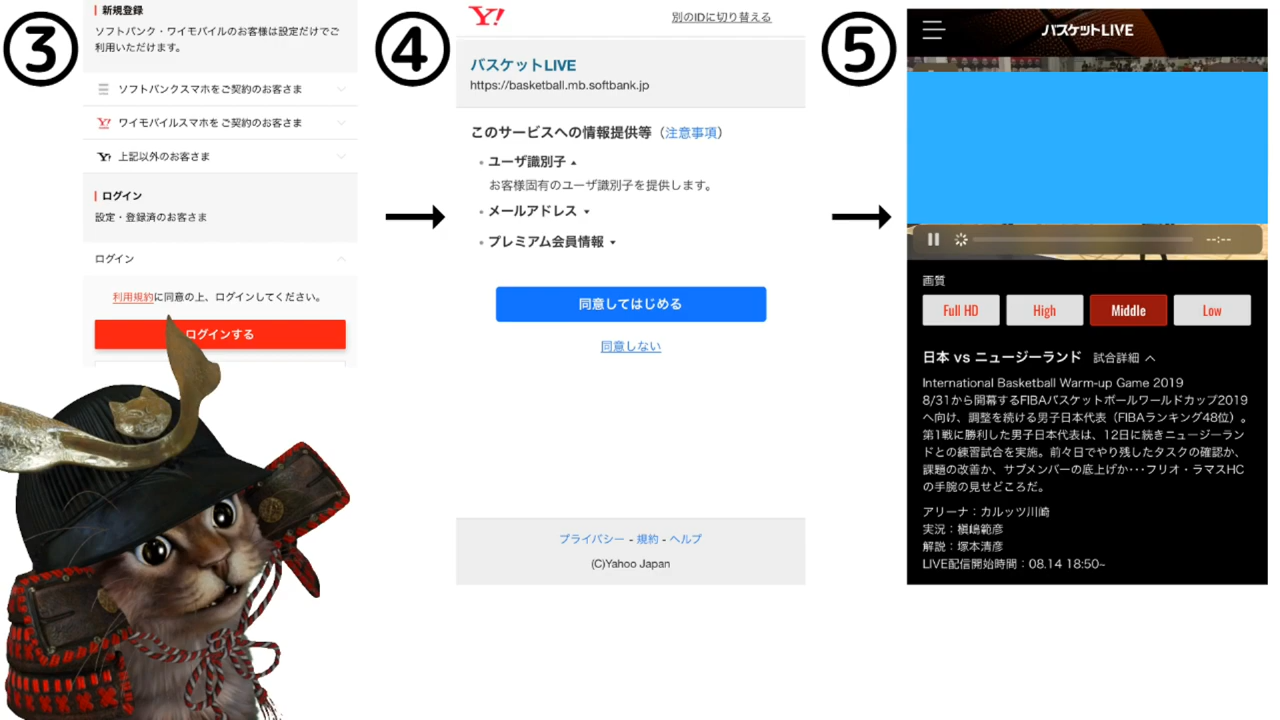 ③
新規登録
ソフトバンク・ワイモバイルのお客様は設定だけでご
利用いただけます。
ソフトバンクスマホをご契約のお客さま
Y! ワイモバイルスマホをご契約のお客さま
Y! 上記以外のお客さま
ログイン
設定・登録済のお客さま
ログイン
利用規約に同意の上、ログインしてください。
ログインする
④
Y!
別のIDに切り替える
バスケットLIVE
https://basketball.mb.softbank.jp
このサービスへの情報提供等（注意事項）
• ユーザ識別子 ▲
お客様固有のユーザ識別子を提供します。
• メールアドレス ▼
• プレミアム会員情報 ▼
同意してはじめる
同意しない
プライバシー - 規約 - ヘルプ
(C)Yahoo Japan
⑤
バスケットLIVE
--:--
画質
Full HD High Middle Low
日本 vs ニュージーランド 試合詳細
International Basketball Warm-up Game 2019
8/31から開幕するFIBAバスケットボールワールドカップ2019
へ向け、調整を続ける男子日本代表（FIBAランキング48位）。
第1戦に勝利した男子日本代表は、12日に続きニュージーラン
ドとの練習試合を実施。前々日でやり残したタスクの確認か、
課題の改善か、サブメンバーの底上げか･･･フリオ・ラマスHC
の手腕の見せどころだ。
アリーナ：カルッツ川崎
実況：槇嶋範彦
解説：塚本清彦
LIVE配信開始時間：08.14 18:50~